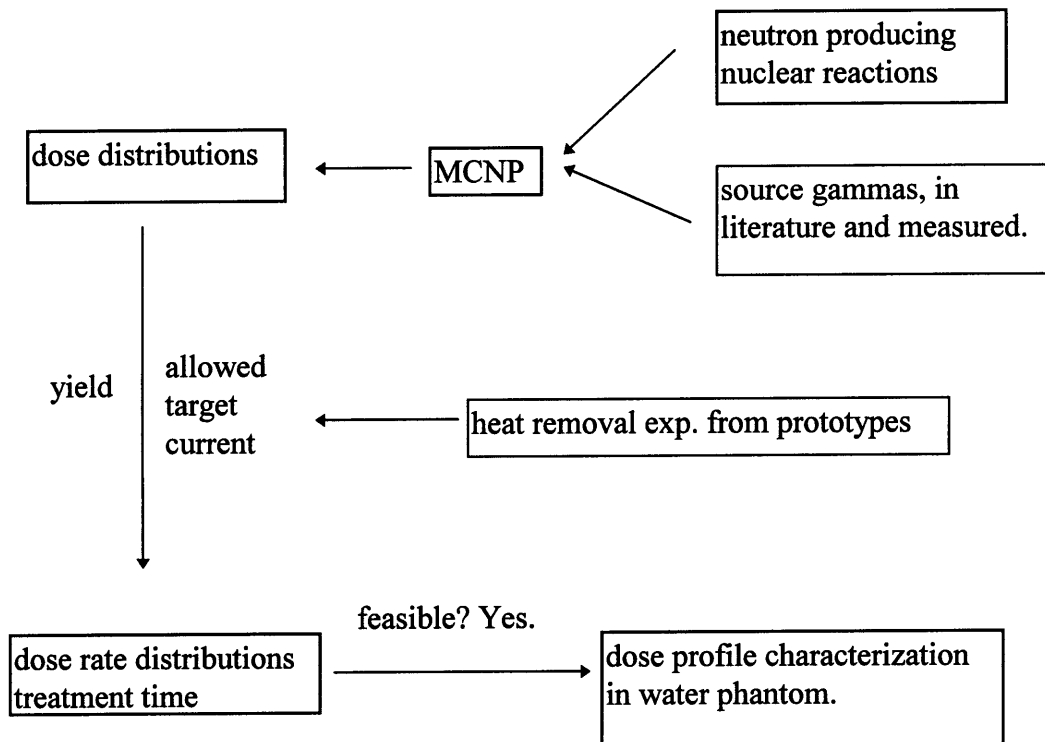 neutron producing
nuclear reactions
dose distributions
MCNP
source gammas, in
literature and measured.
yield
allowed
target
current
heat removal exp. from prototypes
feasible? Yes.
dose rate distributions
treatment time
dose profile characterization
in water phantom.